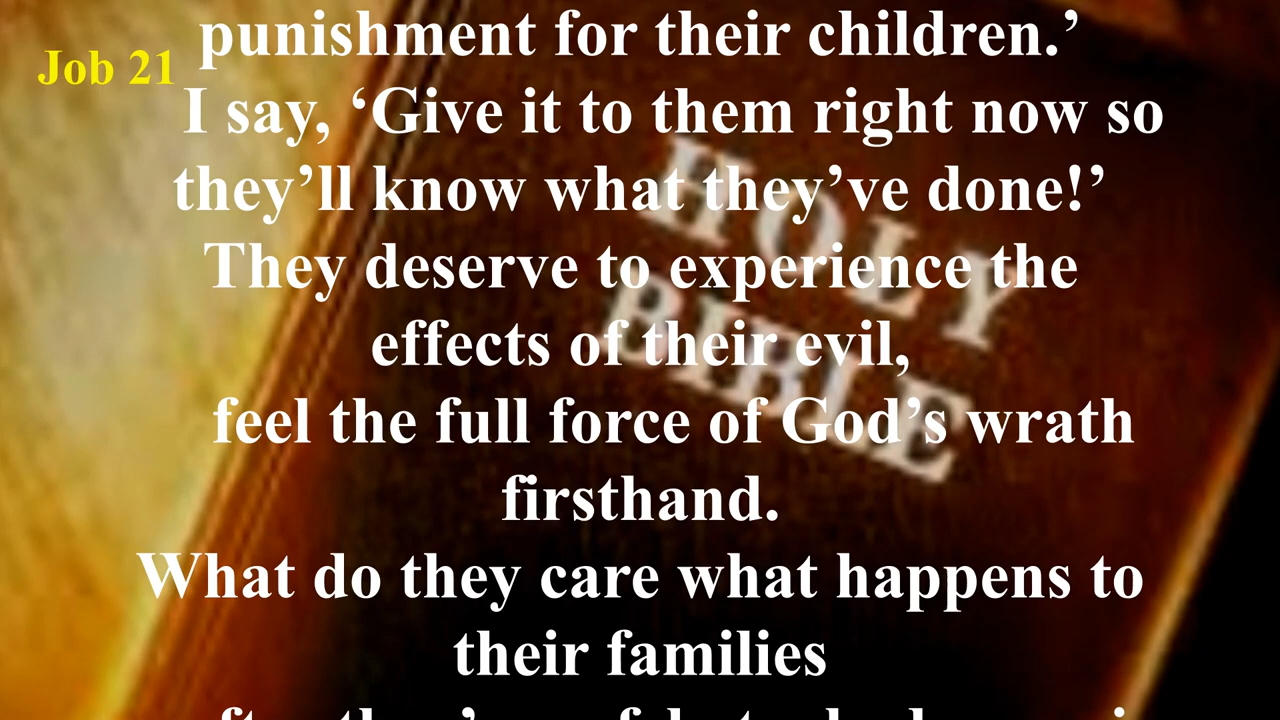 punishment for their children.’
Job 21
I say, ‘Give it to them right now so
they’ll know what they’ve done!’
They deserve to experience the
effects of their evil,
feel the full force of God’s wrath
firsthand.
What do they care what happens to
their families
HOLY
BIBLE